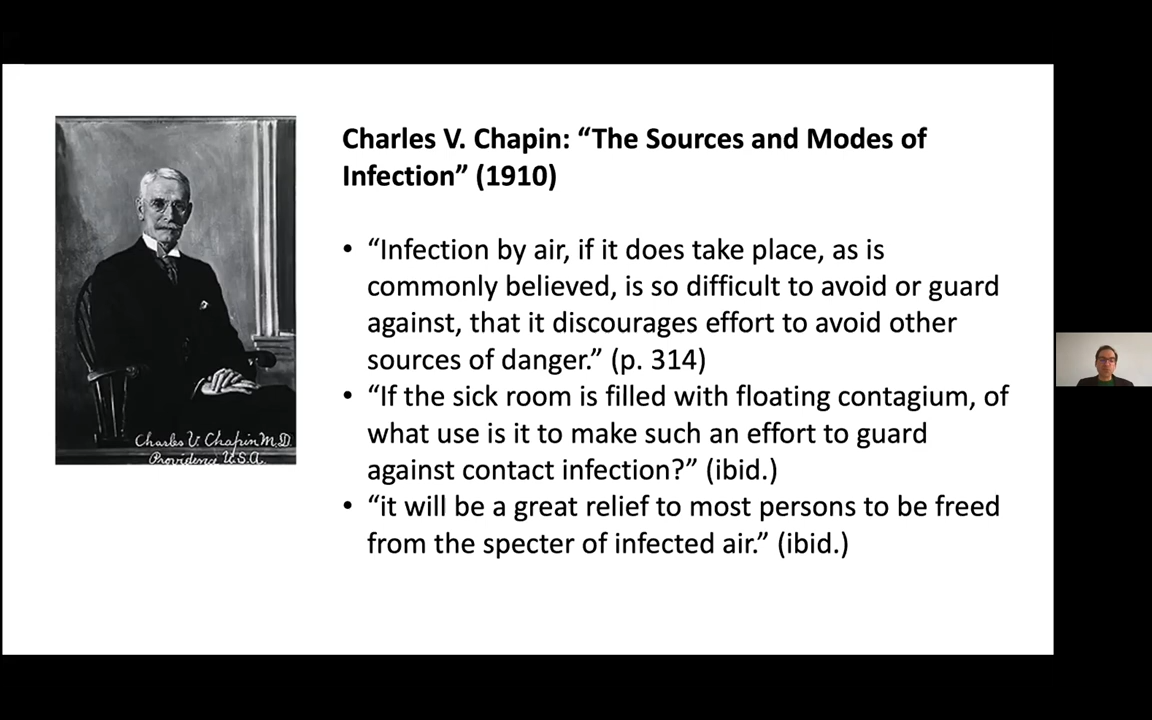 Charles V. Chapin: “The Sources and Modes of
Infection” (1910)
• “Infection by air, if it does take place, as is
commonly believed, is so difficult to avoid or guard
against, that it discourages effort to avoid other
sources of danger.” (p. 314)
• “If the sick room is filled with floating contagium, of
what use is it to make such an effort to guard
against contact infection?” (ibid.)
• “it will be a great relief to most persons to be freed
from the specter of infected air.” (ibid.)
Charles V. Chapin M.D.
Providence U.S.A.